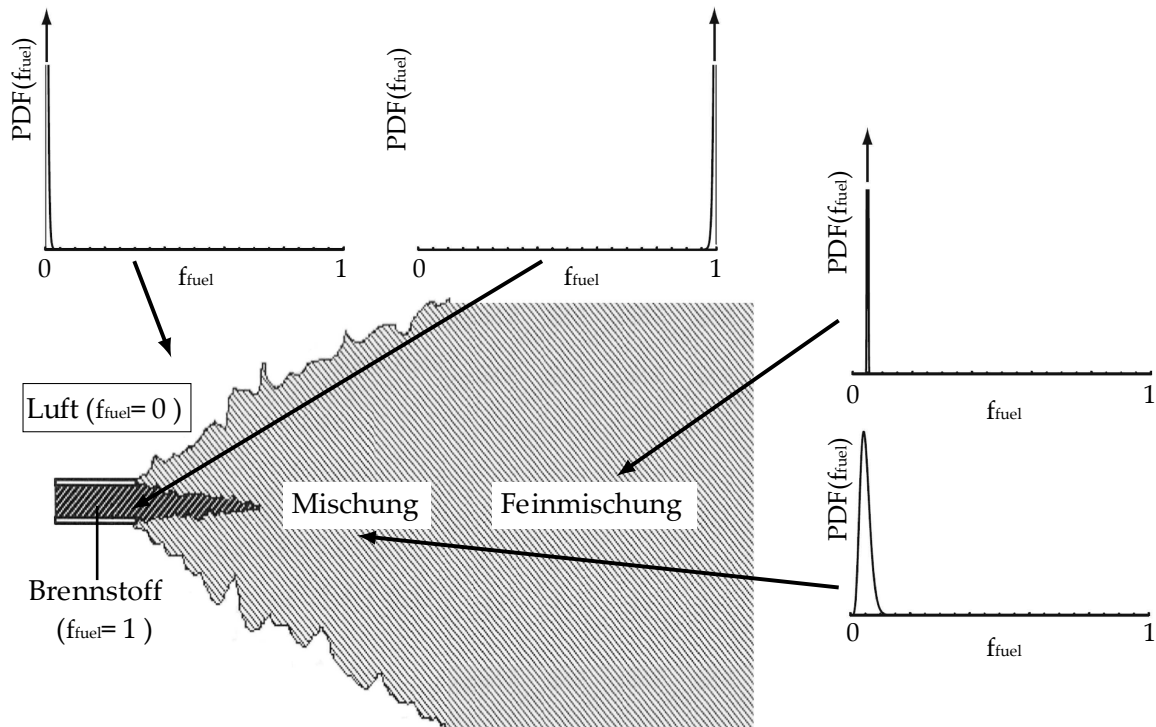 PDF(f_fuel)
0
f_fuel
1
PDF(f_fuel)
0
f_fuel
1
PDF(f_fuel)
0
f_fuel
1
Luft (f_fuel= 0 )
Mischung
Feinmischung
Brennstoff
(f_fuel= 1 )
PDF(f_fuel)
0
f_fuel
1